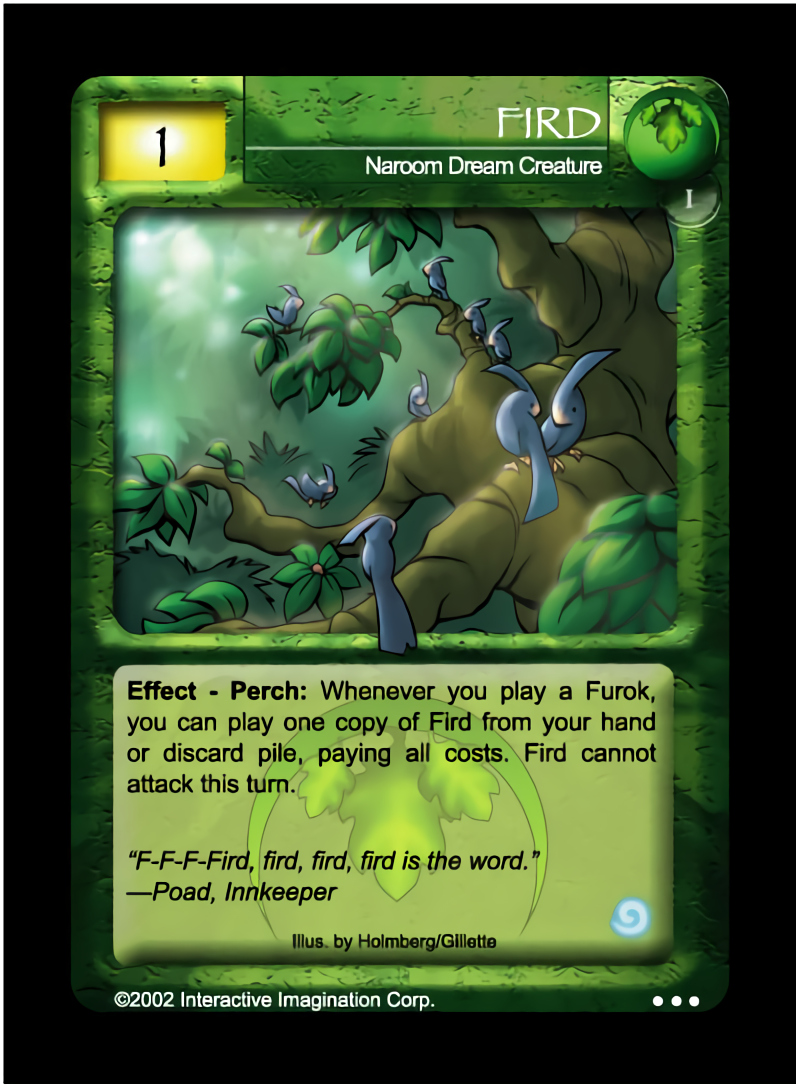 1
FIRD
Naroom Dream Creature
I
Effect - Perch: Whenever you play a Furok,
you can play one copy of Fird from your hand
or discard pile, paying all costs. Fird cannot
attack this turn.
“F-F-F-Fird, fird, fird, fird is the word.”
—Poad, Innkeeper
Illus. by Holmberg/Gillette
©2002 Interactive Imagination Corp.